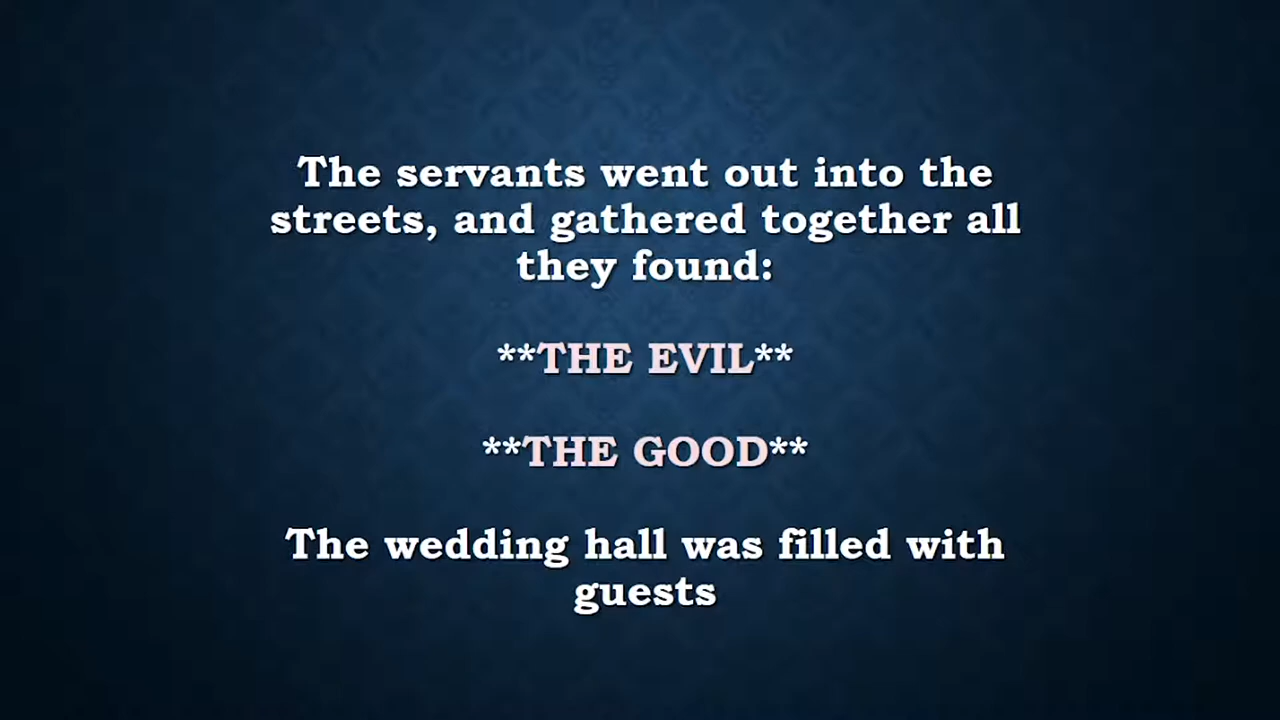 The servants went out into the
streets, and gathered together all
they found:
**THE EVIL**
**THE GOOD**
The wedding hall was filled with
guests